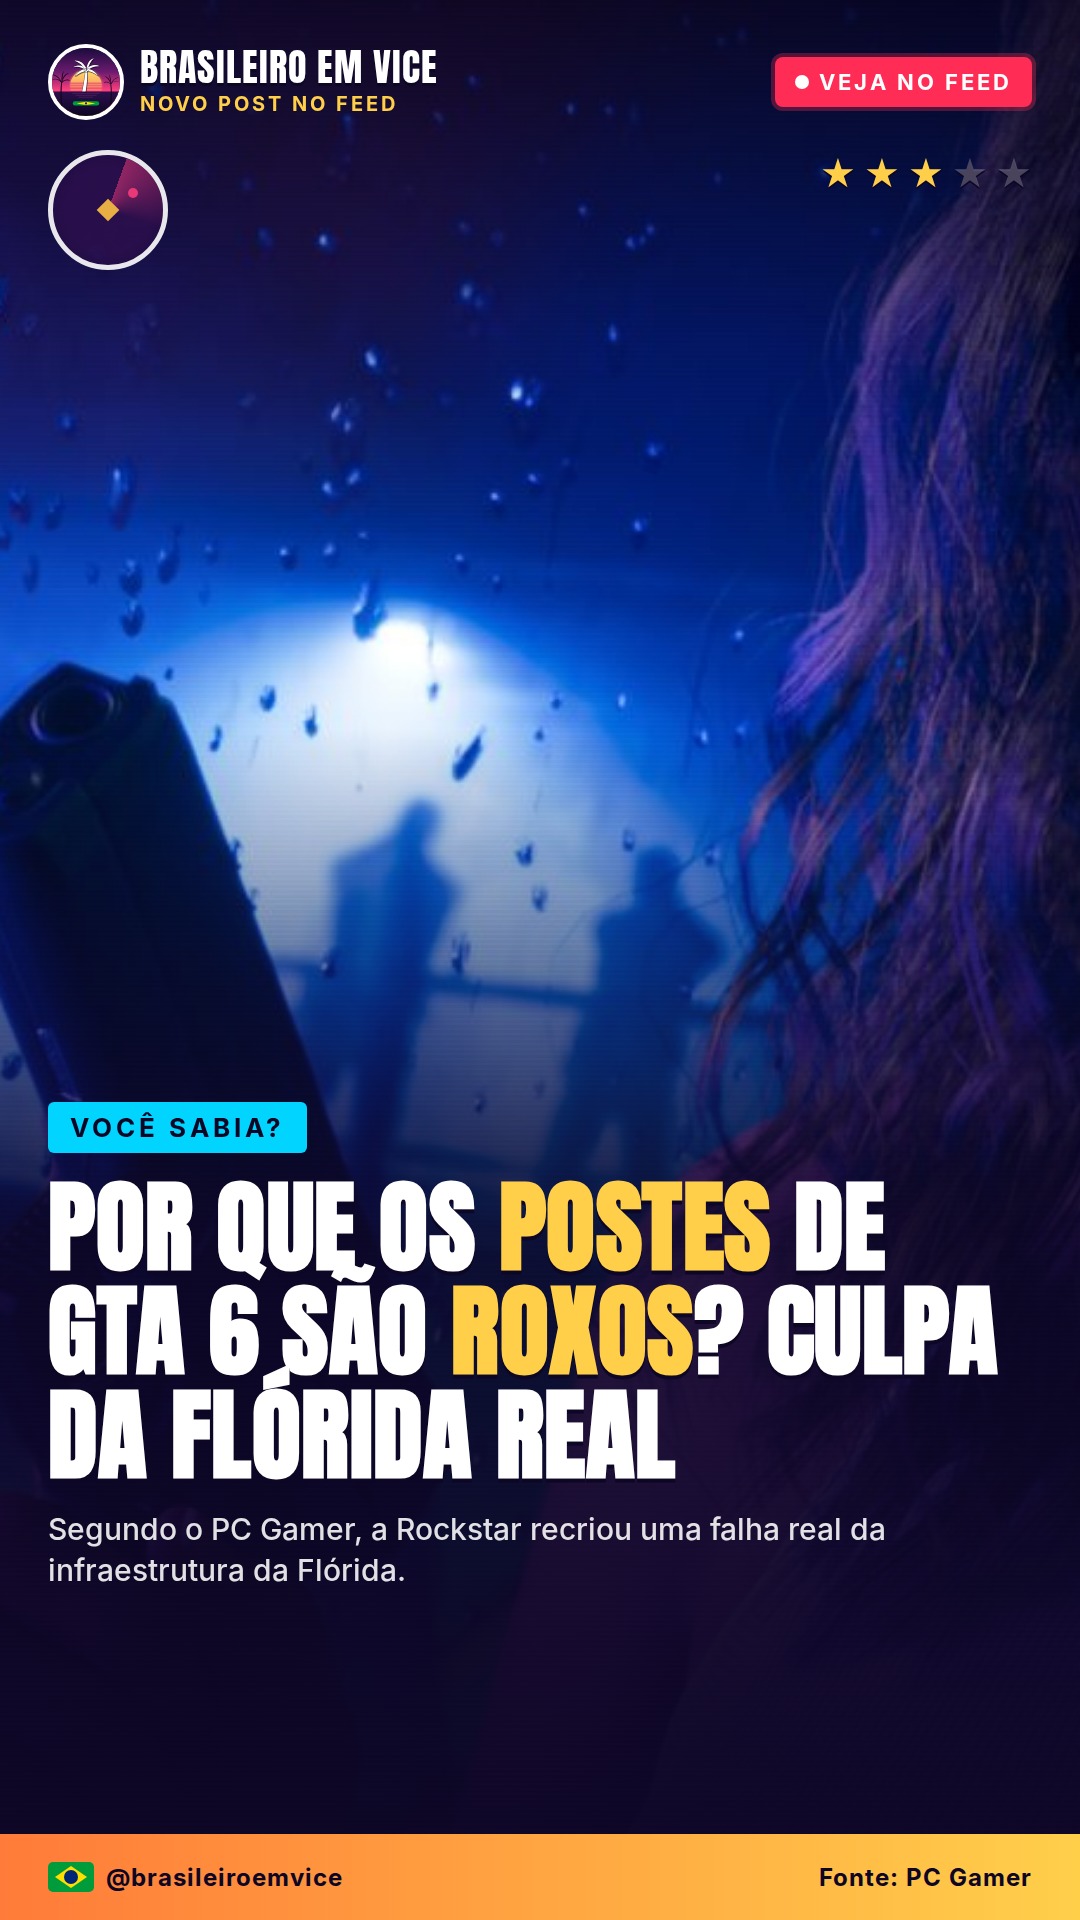 BRASILEIRO EM VICE
NOVO POST NO FEED
VEJA NO FEED
VOCÊ SABIA?
POR QUE OS POSTES DE
GTA 6 SÃO ROXOS? CULPA
DA FLÓRIDA REAL
Segundo o PC Gamer, a Rockstar recriou uma falha real da
infraestrutura da Flórida.
@brasileiroemvice
Fonte: PC Gamer